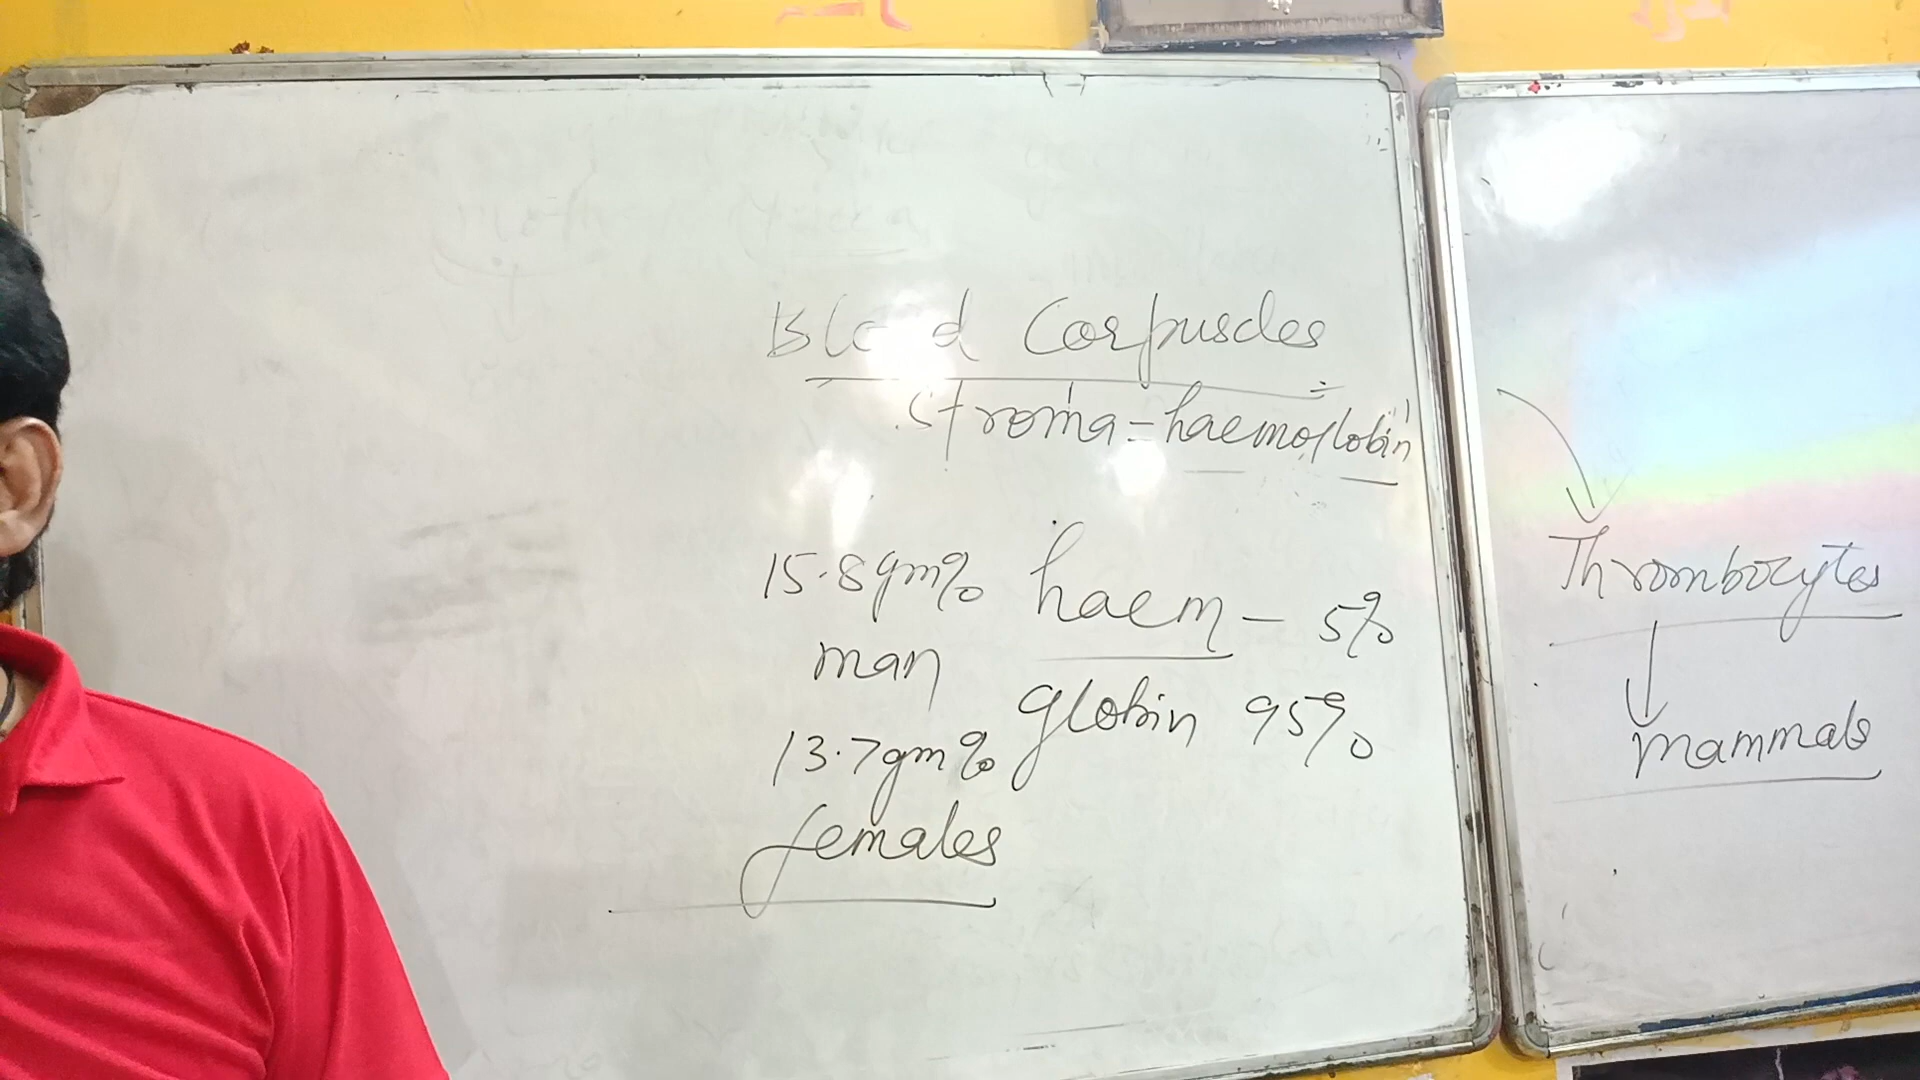 Blood Corpuscles
stroma - haemoglobin
15.8gm% haem - 5%
man
globin 95%
13.7gm%
females
Thrombocytes
↓
mammals